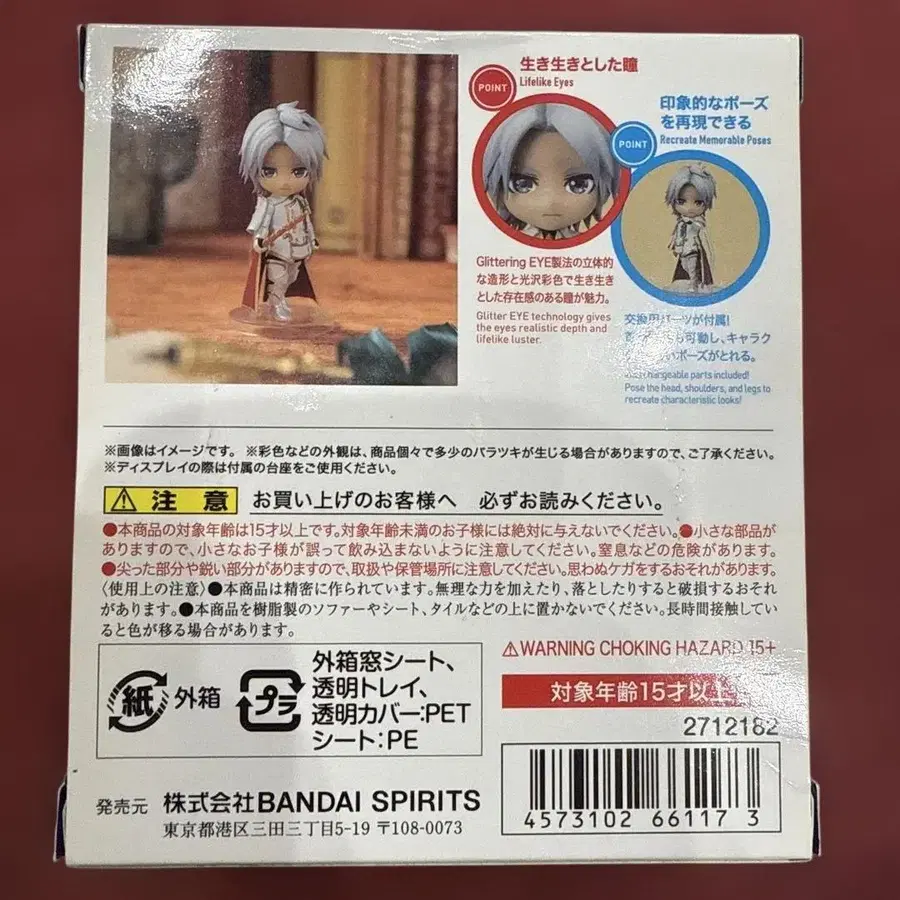 POINT
生き生きとした瞳
Lifelike Eyes
POINT
印象的なポーズ
を再現できる
Recreate Memorable Poses
Glittering EYE製法の立体的
な造形と光沢彩色で生き生き
とした存在感のある瞳が魅力。
Glitter EYE technology gives
the eyes realistic depth and
lifelike luster.
交換用パーツが付属!
も可動し、キャラク
ポーズがとれる。
parts included!
Pose the head, shoulders, and legs to
recreate characteristic looks!
※画像はイメージです。 ※彩色などの外観は、商品個々で多少のバラツキが生じる場合がありますので、ご了承ください。
※ディスプレイの際は付属の台座をご使用ください。
注 意 お買い上げのお客様へ 必ずお読みください。
●本商品の対象年齢は15才以上です。対象年齢未満のお子様には絶対に与えないでください。●小さな部品が
ありますので、小さなお子様が誤って飲み込まないように注意してください。窒息などの危険があります。
●尖った部分や鋭い部分がありますので、取扱や保管場所に注意してください。思わぬケガをするおそれがあります。
〈使用上の注意〉●本商品は精密に作られています。無理な力を加えたり、落としたりすると破損するおそれ
があります。●本商品を樹脂製のソファーやシート、タイルなどの上に置かないでください。長時間接触してい
ると色が移る場合があります。
⚠WARNING CHOKING HAZARD 15+
紙 外箱
プラ
外箱窓シート、
透明トレイ、
透明カバー:PET
シート:PE
対象年齢15才以上
2712182
発売元 株式会社BANDAI SPIRITS
東京都港区三田三丁目5-19 〒108-0073
4573102 66117 3